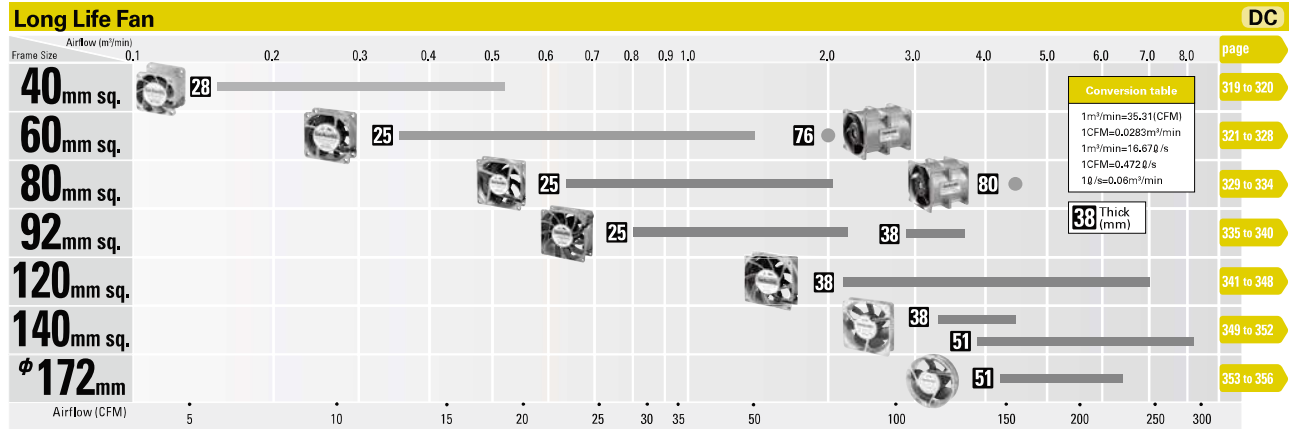 Long Life Fan DC
Airflow (m³/min)
Frame Size 0.1 0.2 0.3 0.4 0.5 0.6 0.7 0.8 0.9 1.0 2.0 3.0 4.0 5.0 6.0 7.0 8.0 page
40mm sq. 28 319 to 320
60mm sq. 25 76 321 to 328
80mm sq. 25 80 329 to 334
92mm sq. 25 38 335 to 340
120mm sq. 38 341 to 348
140mm sq. 38 51 349 to 352
ϕ172mm 51 353 to 356
Airflow (CFM) 5 10 15 20 25 30 35 50 100 150 200 250 300
Conversion table
1m³/min=35.31(CFM)
1CFM=0.0283m³/min
1m³/min=16.67ℓ/s
1CFM=0.472ℓ/s
1ℓ/s=0.06m³/min
38 Thick
(mm)